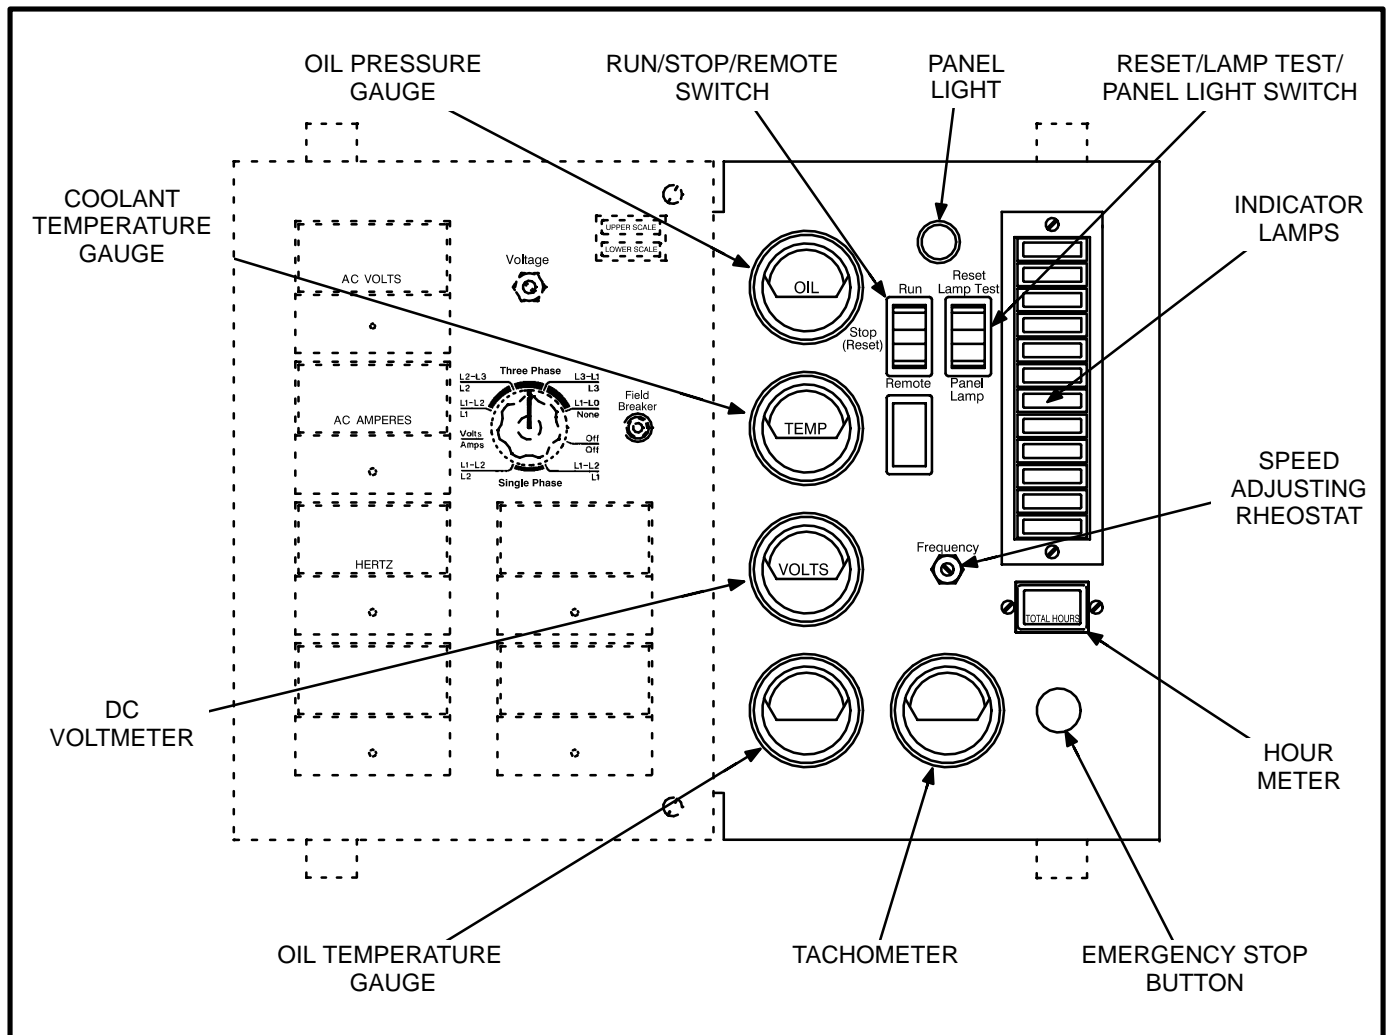 OIL PRESSURE
GAUGE
RUN/STOP/REMOTE
SWITCH
PANEL
LIGHT
RESET/LAMP TEST/
PANEL LIGHT SWITCH
COOLANT
TEMPERATURE
GAUGE
INDICATOR
LAMPS
UPPER SCALE
LOWER SCALE
Voltage
AC VOLTS
OIL
Run
Stop
(Reset)
Remote
Reset
Lamp Test
Panel
Lamp
Three Phase
L2–L3
L2
L3–L1
L3
L1–L2
L1
L1–L0
None
Volts
Amps
Off
Off
L1–L2
L2
L1–L2
L1
Single Phase
Field
Breaker
AC AMPERES
TEMP
SPEED
ADJUSTING
RHEOSTAT
Frequency
HERTZ
VOLTS
TOTAL HOURS
DC
VOLTMETER
HOUR
METER
OIL TEMPERATURE
GAUGE
TACHOMETER
EMERGENCY STOP
BUTTON